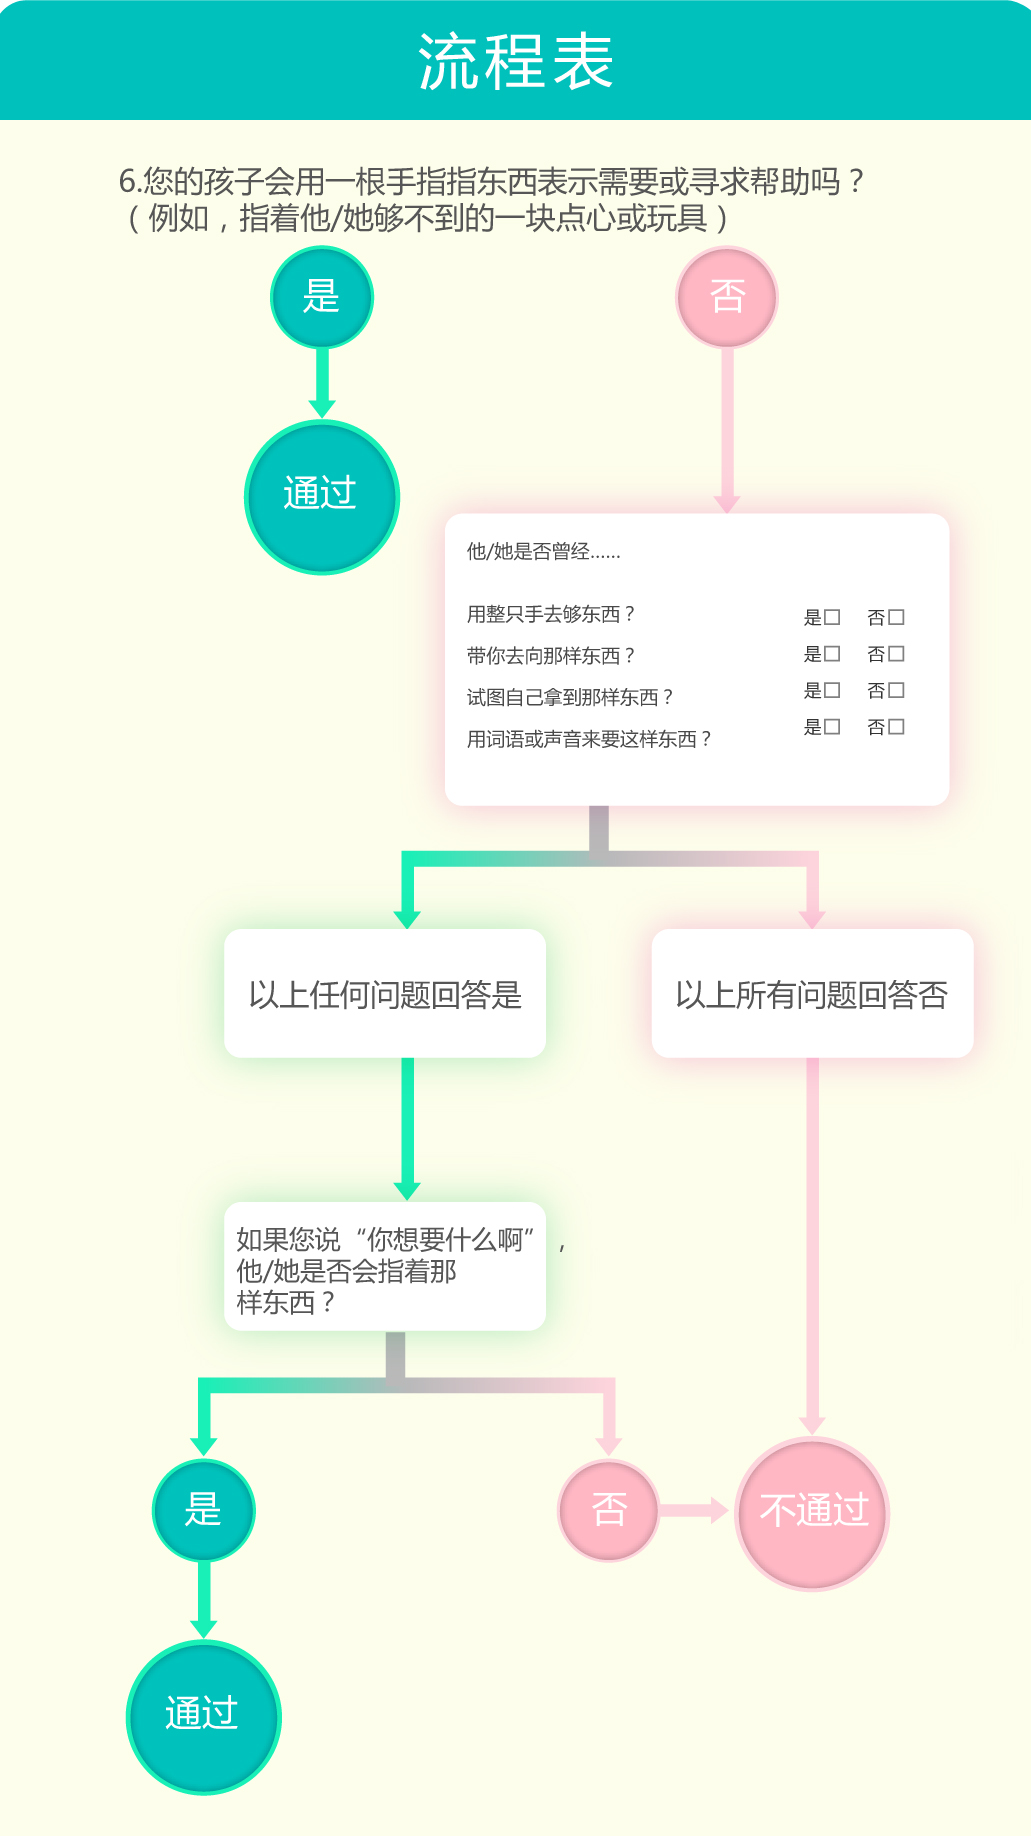 流程表
6.您的孩子会用一根手指指东西表示需要或寻求帮助吗？
（例如，指着他/她够不到的一块点心或玩具）
是 否
通过
他/她是否曾经......
用整只手去够东西？ 是□ 否□
带你去向那样东西？ 是□ 否□
试图自己拿到那样东西？ 是□ 否□
用词语或声音来要这样东西？ 是□ 否□
以上任何问题回答是 以上所有问题回答否
如果您说“你想要什么啊”，
他/她是否会指着那
样东西？
是 否 不通过
通过